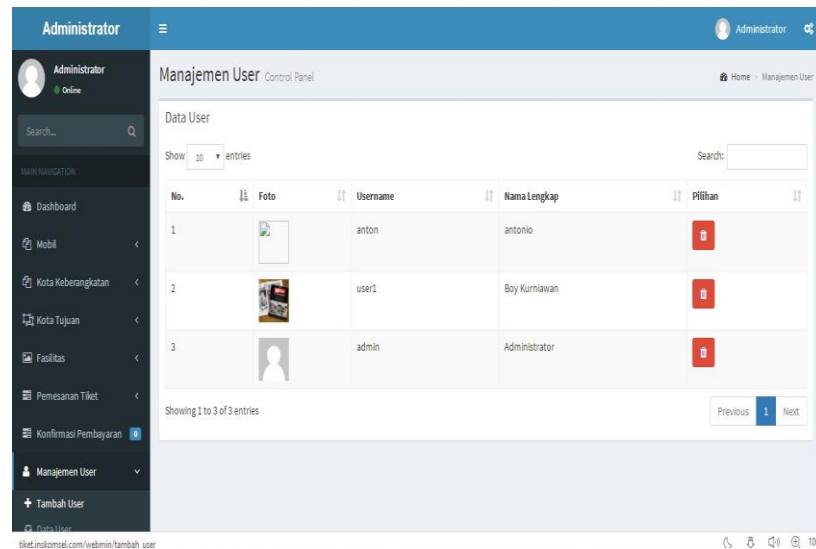 Administrator
Administrator
Administrator
Online
Manajemen User Control Panel
Home > Manajemen User
Search...
MAIN NAVIGATION
Dashboard
Mobil
Kota Keberangkatan
Kota Tujuan
Fasilitas
Pemesanan Tiket
Konfirmasi Pembayaran 0
Manajemen User
Tambah User
Data User
Data User
Show 10 entries
Search:
No. Foto Username Nama Lengkap Pilihan
1 anton antonio
2 user1 Boy Kurniawan
3 admin Administrator
Showing 1 to 3 of 3 entries
Previous 1 Next
tiket.inskomsel.com/webmin/tambah_user
10